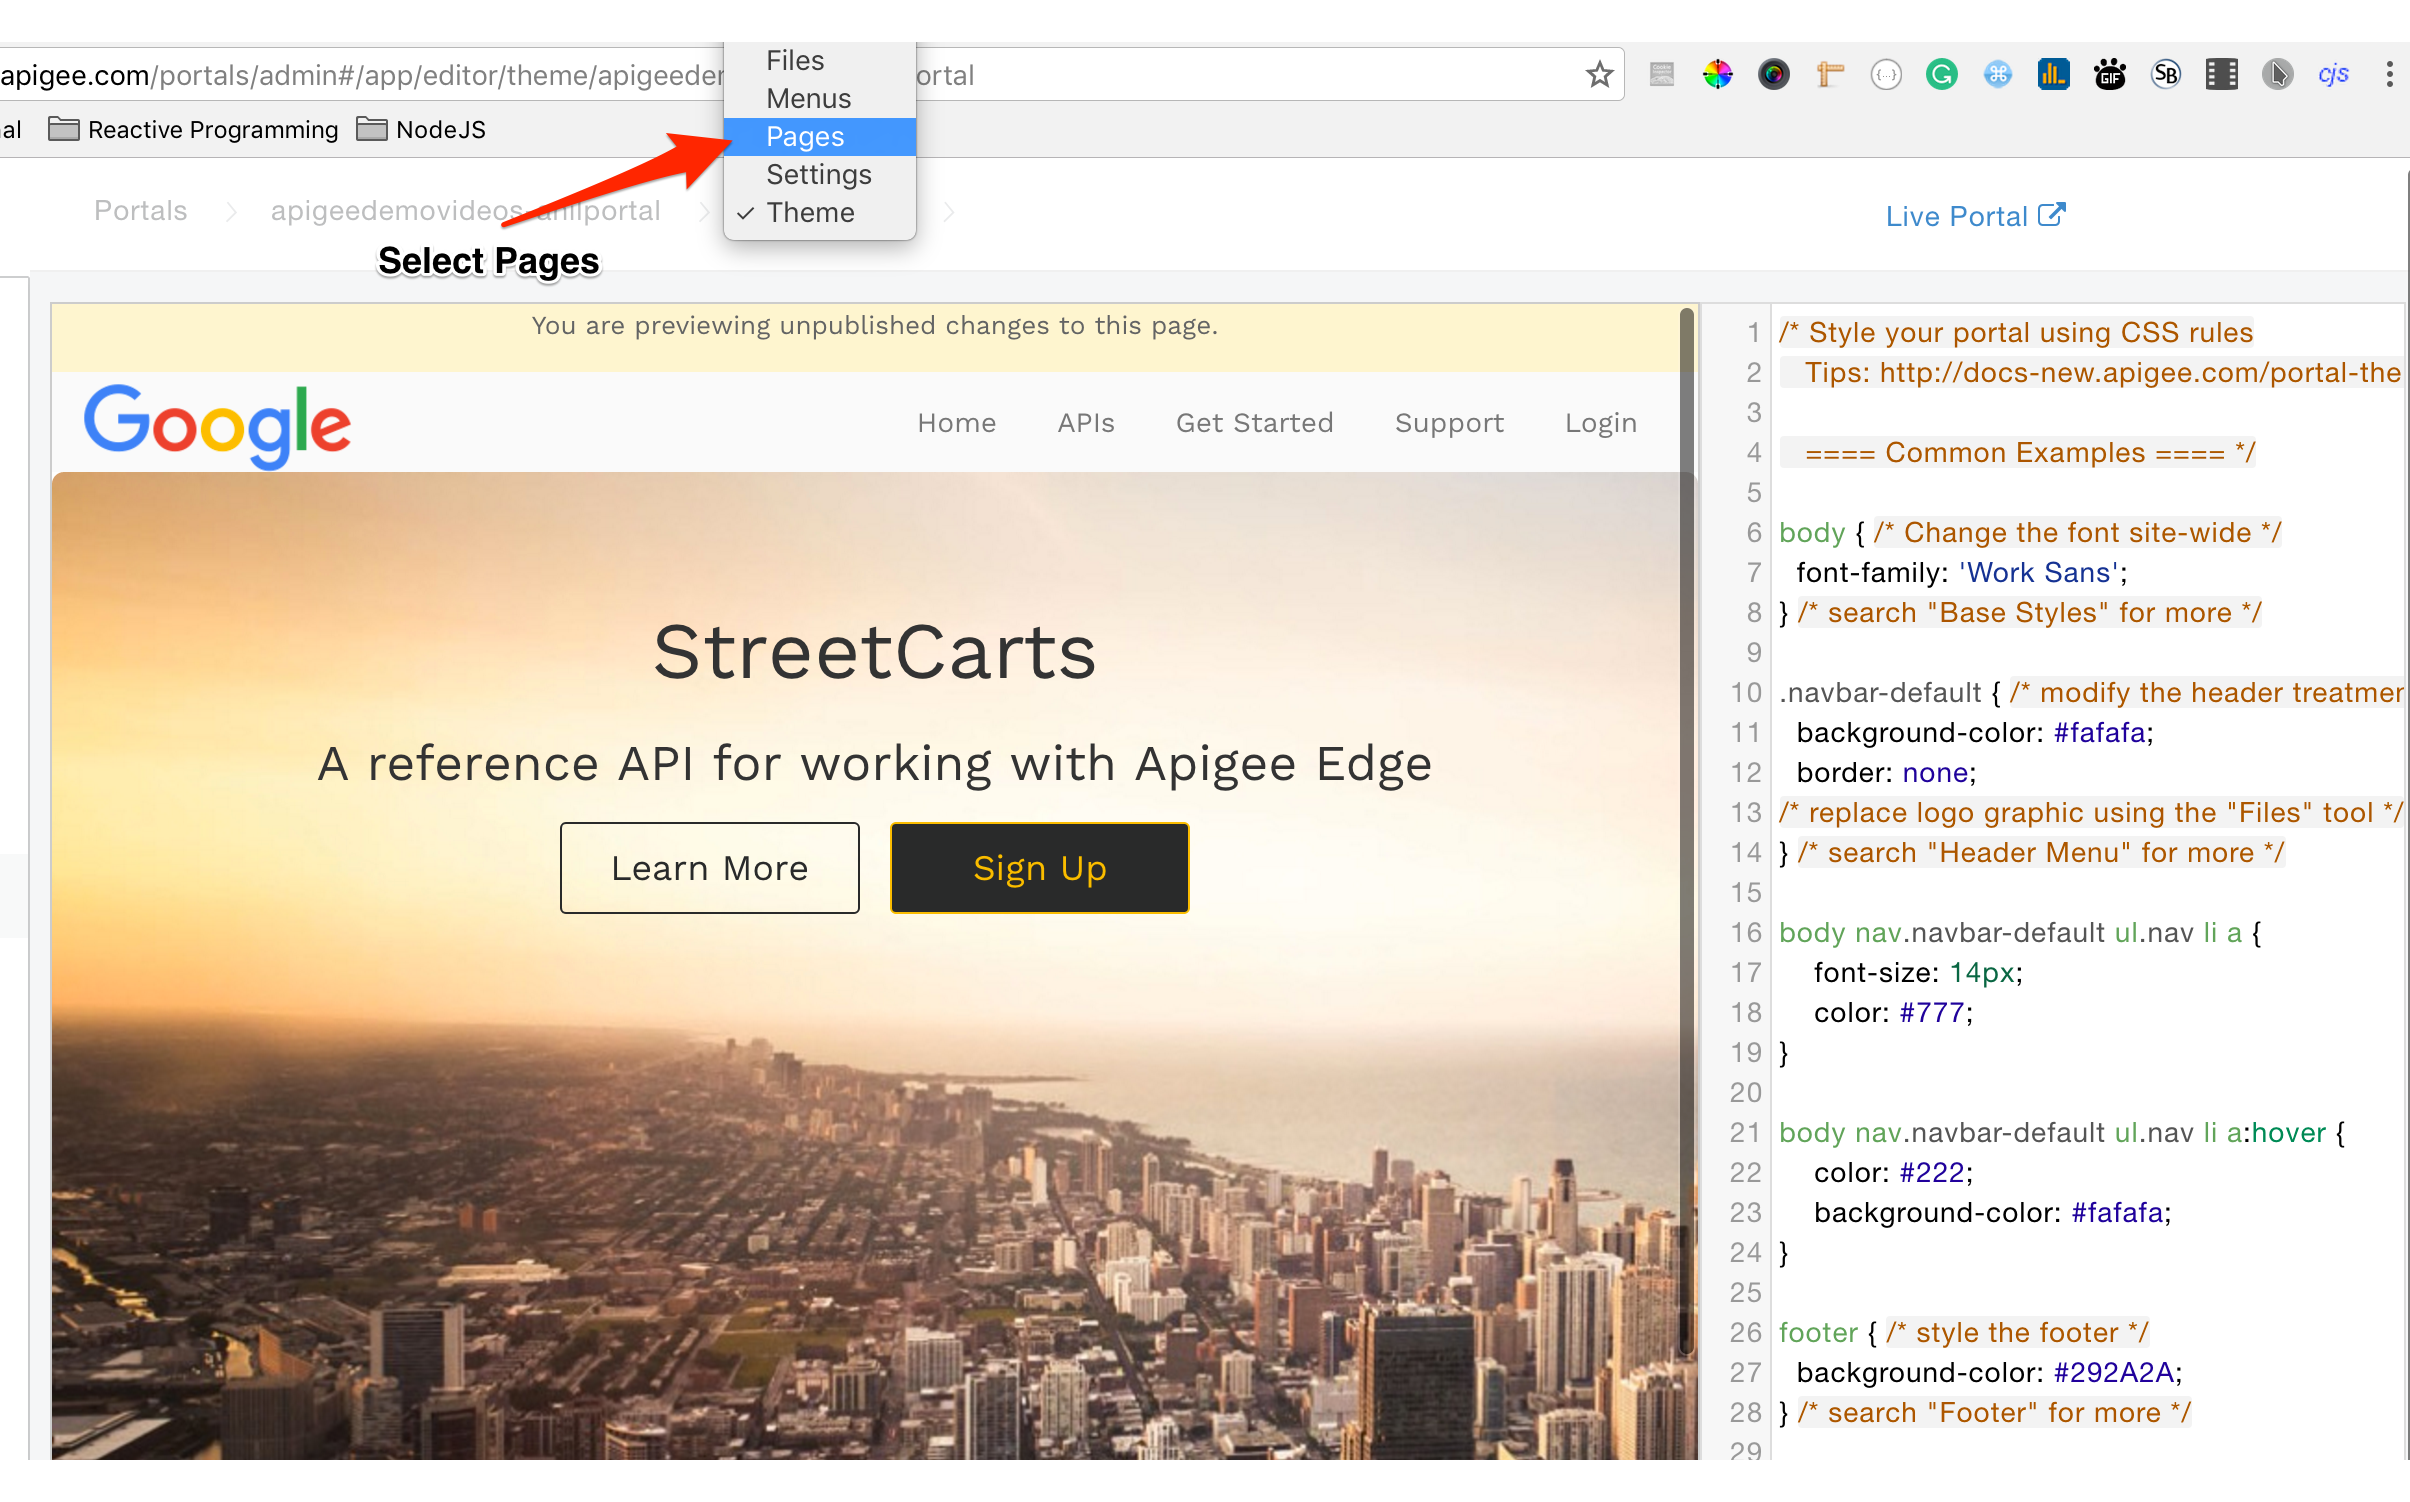 Files
apigee.com/portals/admin#/app/editor/theme/apigeeder
ortal
Menus
al
Reactive Programming
NodeJS
Pages
Settings
Theme
Portals
apigeedemovideos-anilportal
Live Portal
Select Pages
You are previewing unpublished changes to this page.
Google
Home
APIs
Get Started
Support
Login
StreetCarts
A reference API for working with Apigee Edge
Learn More
Sign Up
GIF
SB
cjs
{...}
G
1 /* Style your portal using CSS rules
2 Tips: http://docs-new.apigee.com/portal-the
3
4 ==== Common Examples ==== */
5
6 body { /* Change the font site-wide */
7 font-family: 'Work Sans';
8 } /* search "Base Styles" for more */
9
10 .navbar-default { /* modify the header treatmer
11 background-color: #fafafa;
12 border: none;
13 /* replace logo graphic using the "Files" tool */
14 } /* search "Header Menu" for more */
15
16 body nav.navbar-default ul.nav li a {
17 font-size: 14px;
18 color: #777;
19 }
20
21 body nav.navbar-default ul.nav li a:hover {
22 color: #222;
23 background-color: #fafafa;
24 }
25
26 footer { /* style the footer */
27 background-color: #292A2A;
28 } /* search "Footer" for more */
29